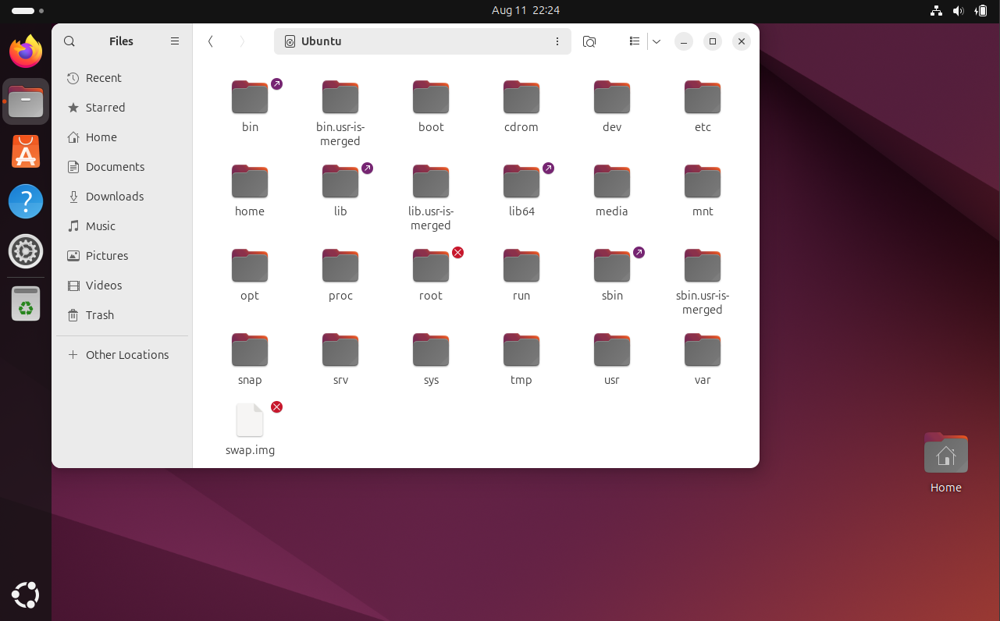 Aug 11 22:24
Files
Ubuntu
Recent
Starred
Home
Documents
Downloads
Music
Pictures
Videos
Trash
Other Locations
bin
bin.usr-is-
merged
boot
cdrom
dev
etc
home
lib
lib.usr-is-
merged
lib64
media
mnt
opt
proc
root
run
sbin
sbin.usr-is-
merged
snap
srv
sys
tmp
usr
var
swap.img
Home